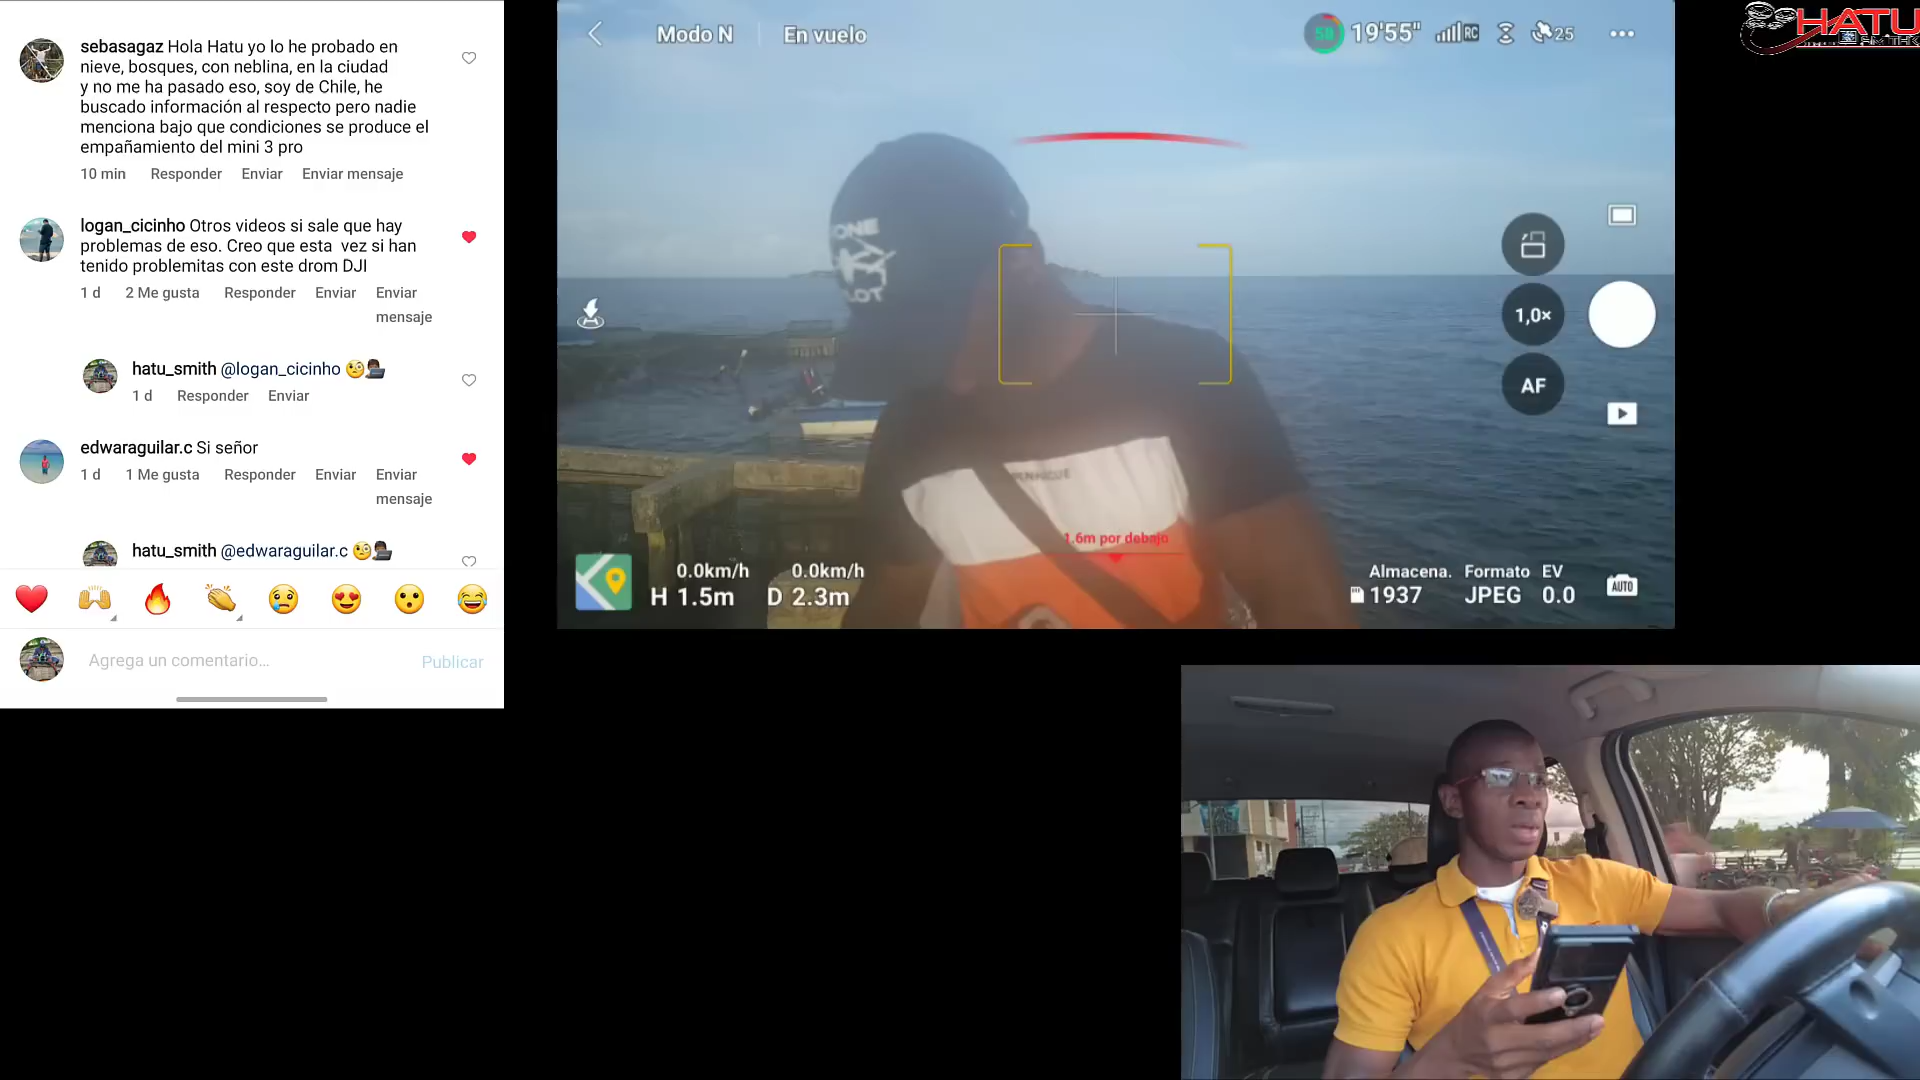 sebasagaz Hola Hatu yo lo he probado en
nieve, bosques, con neblina, en la ciudad
y no me ha pasado eso, soy de Chile, he
buscado información al respecto pero nadie
menciona bajo que condiciones se produce el
empañamiento del mini 3 pro
10 min Responder Enviar Enviar mensaje
logan_cicinho Otros videos si sale que hay
problemas de eso. Creo que esta vez si han
tenido problemitas con este drom DJI
1 d 2 Me gusta Responder Enviar Enviar
mensaje
hatu_smith @logan_cicinho
1 d Responder Enviar
edwaraguilar.c Si señor
1 d 1 Me gusta Responder Enviar Enviar
mensaje
hatu_smith @edwaraguilar.c
Agrega un comentario... Publicar
Modo N En vuelo
58 19'55" RC 25
ONE
LOT
1,0×
AF
1.6m por debajo
0.0km/h 0.0km/h
H 1.5m D 2.3m
Almacena. Formato EV
1937 JPEG 0.0
AUTO
HATU